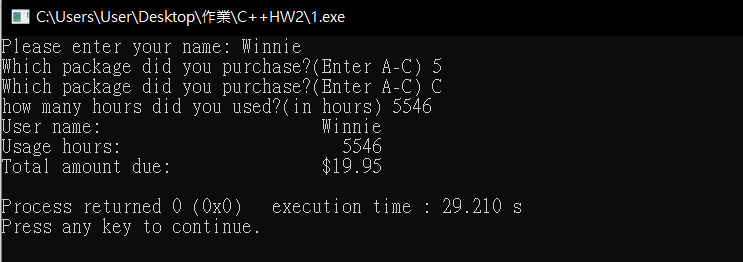 C:\Users\User\Desktop\作業\C++HW2\1.exe
Please enter your name: Winnie
Which package did you purchase?(Enter A-C) 5
Which package did you purchase?(Enter A-C) C
how many hours did you used?(in hours) 5546
User name:                      Winnie
Usage hours:                      5546
Total amount due:               $19.95

Process returned 0 (0x0)   execution time : 29.210 s
Press any key to continue.